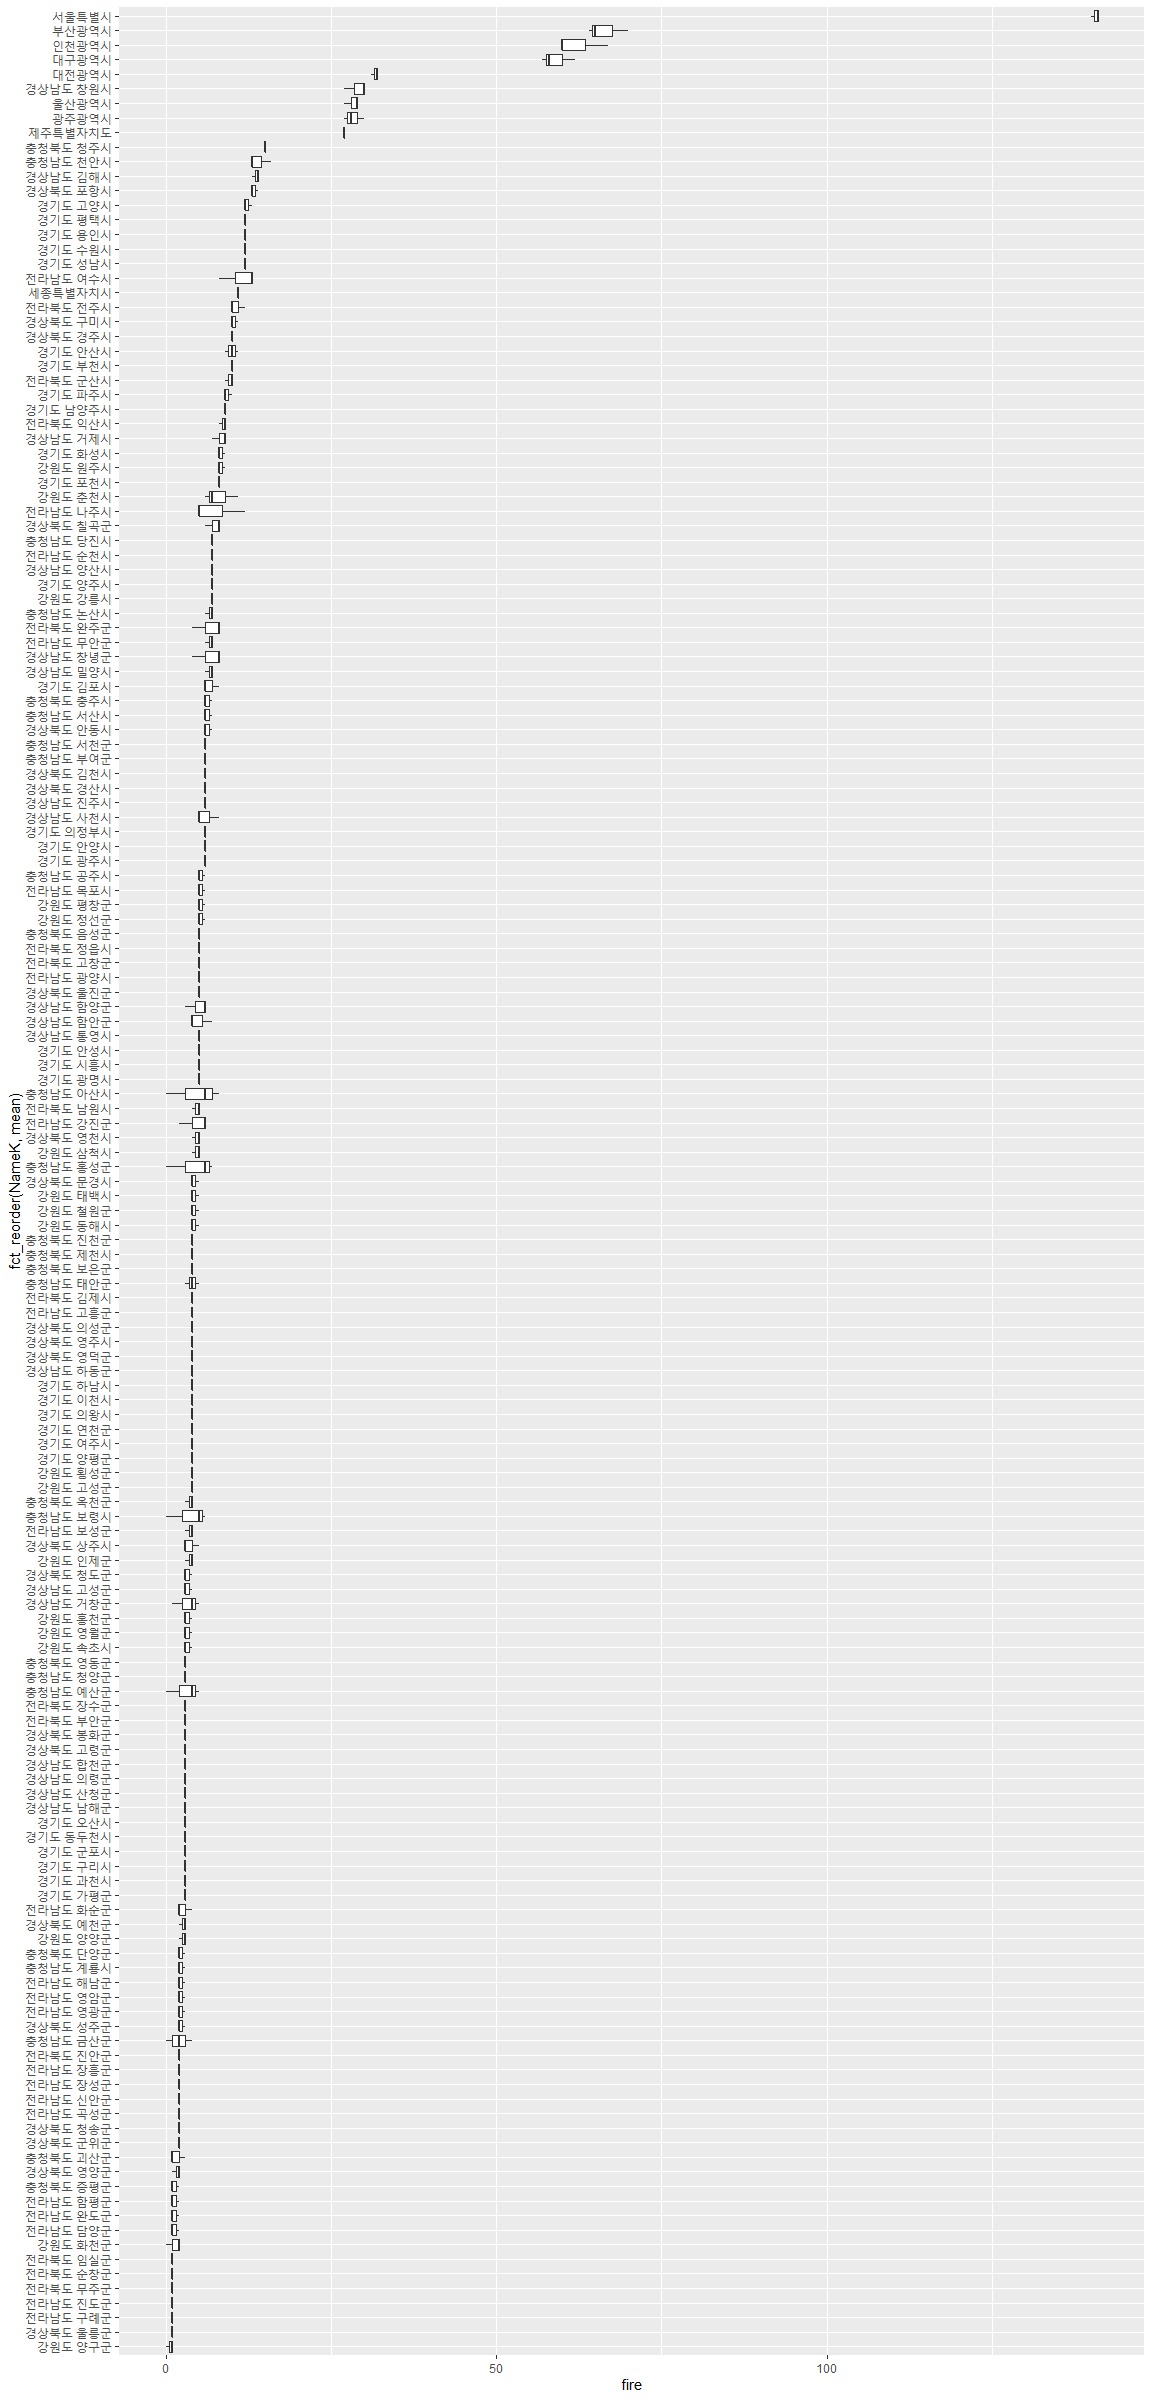 서울특별시
부산광역시
인천광역시
대구광역시
대전광역시
경상남도 창원시
울산광역시
광주광역시
제주특별자치도
충청북도 청주시
충청남도 천안시
경상남도 김해시
경상북도 포항시
경기도 고양시
경기도 평택시
경기도 용인시
경기도 수원시
경기도 성남시
전라남도 여수시
세종특별자치시
전라북도 전주시
경상북도 구미시
경상북도 경주시
경기도 안산시
경기도 부천시
전라북도 군산시
경기도 파주시
경기도 남양주시
전라북도 익산시
경상남도 거제시
경기도 화성시
강원도 원주시
경기도 포천시
강원도 춘천시
전라남도 나주시
경상북도 칠곡군
충청남도 당진시
전라남도 순천시
경상남도 양산시
경기도 양주시
강원도 강릉시
충청남도 논산시
전라북도 완주군
전라남도 무안군
경상남도 창녕군
경상남도 밀양시
경기도 김포시
충청북도 충주시
충청남도 서산시
경상북도 안동시
충청남도 서천군
충청남도 부여군
경상북도 김천시
경상북도 경산시
경상남도 진주시
경상남도 사천시
경기도 의정부시
경기도 안양시
경기도 광주시
충청남도 공주시
전라남도 목포시
강원도 평창군
강원도 정선군
충청북도 음성군
전라북도 정읍시
전라북도 고창군
전라남도 광양시
경상북도 울진군
경상남도 함양군
경상남도 함안군
경상남도 통영시
경기도 안성시
경기도 시흥시
경기도 광명시
충청남도 아산시
전라북도 남원시
전라남도 강진군
경상북도 영천시
강원도 삼척시
충청남도 홍성군
경상북도 문경시
강원도 태백시
강원도 철원군
강원도 동해시
충청북도 진천군
충청북도 제천시
충청북도 보은군
충청남도 태안군
전라북도 김제시
전라남도 고흥군
경상북도 의성군
경상북도 영주시
경상북도 영덕군
경상남도 하동군
경기도 하남시
경기도 이천시
경기도 의왕시
경기도 연천군
경기도 여주시
경기도 양평군
강원도 횡성군
강원도 고성군
충청북도 옥천군
충청남도 보령시
전라남도 보성군
경상북도 상주시
강원도 인제군
경상북도 청도군
경상남도 고성군
경상남도 거창군
강원도 홍천군
강원도 영월군
강원도 속초시
충청북도 영동군
충청남도 청양군
충청남도 예산군
전라북도 장수군
전라북도 부안군
경상북도 봉화군
경상북도 고령군
경상남도 합천군
경상남도 의령군
경상남도 산청군
경상남도 남해군
경기도 오산시
경기도 동두천시
경기도 군포시
경기도 구리시
경기도 과천시
경기도 가평군
전라남도 화순군
경상북도 예천군
강원도 양양군
충청북도 단양군
충청남도 계룡시
전라남도 해남군
전라남도 영암군
전라남도 영광군
경상북도 성주군
충청남도 금산군
전라북도 진안군
전라남도 장흥군
전라남도 장성군
전라남도 신안군
전라남도 곡성군
경상북도 청송군
경상북도 군위군
충청북도 괴산군
경상북도 영양군
충청북도 증평군
전라남도 함평군
전라남도 완도군
전라남도 담양군
강원도 화천군
전라북도 임실군
전라북도 순창군
전라북도 무주군
전라남도 진도군
전라남도 구례군
경상북도 울릉군
강원도 양구군
fct_reorder(NameK, mean)
0 50 100
fire